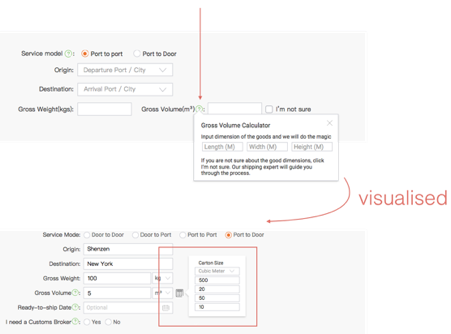 Service model ?: Port to port Port to Door
Origin: Departure Port / City
Destination: Arrival Port / City
Gross Weight(kgs): Gross Volume(m³)?: I'm not sure
Gross Volume Calculator
Input dimension of the goods and we will do the magic
Length (M) Width (M) Height (M)
If you are not sure about the good dimensions, click
I'm not sure. Our shipping expert will guide you
through the process.
visualised
Service Mode: Door to Door Door to Port Port to Port Port to Door
Origin: Shenzen
Destination: New York
Gross Weight: 100 kg
Gross Volume ?: 5 m³
Ready-to-ship Date ?: Optional
I need a Customs Broker ?: Yes No
Carton Size
Cubic Meter
500
20
50
10